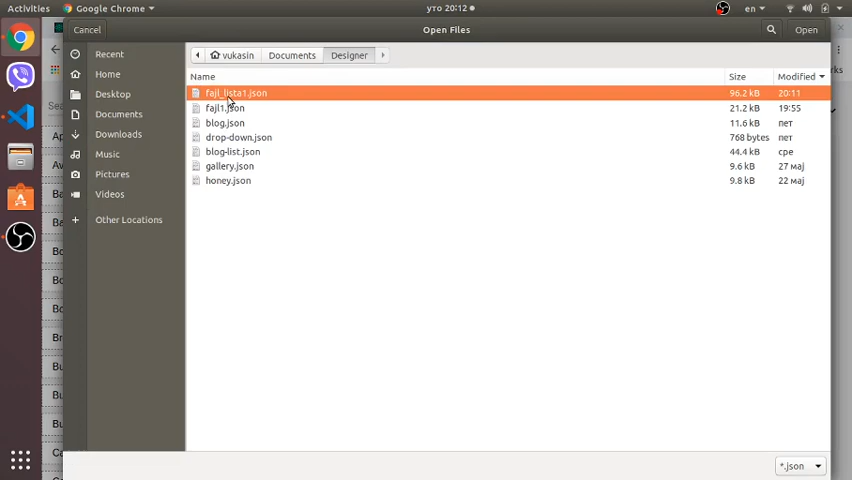 Activities Google Chrome ▾ уто 20:12 en
Cancel Open Files Open
Recent
Home
Desktop
Documents
Downloads
Music
Pictures
Videos
Other Locations
vukasin Documents Designer
Name Size Modified
fajl_lista1.json 96.2 kB 20:11
fajl1.json 21.2 kB 19:55
blog.json 11.6 kB пет
drop-down.json 768 bytes пет
blog-list.json 44.4 kB сре
gallery.json 9.6 kB 27 мај
honey.json 9.8 kB 22 мај
*.json